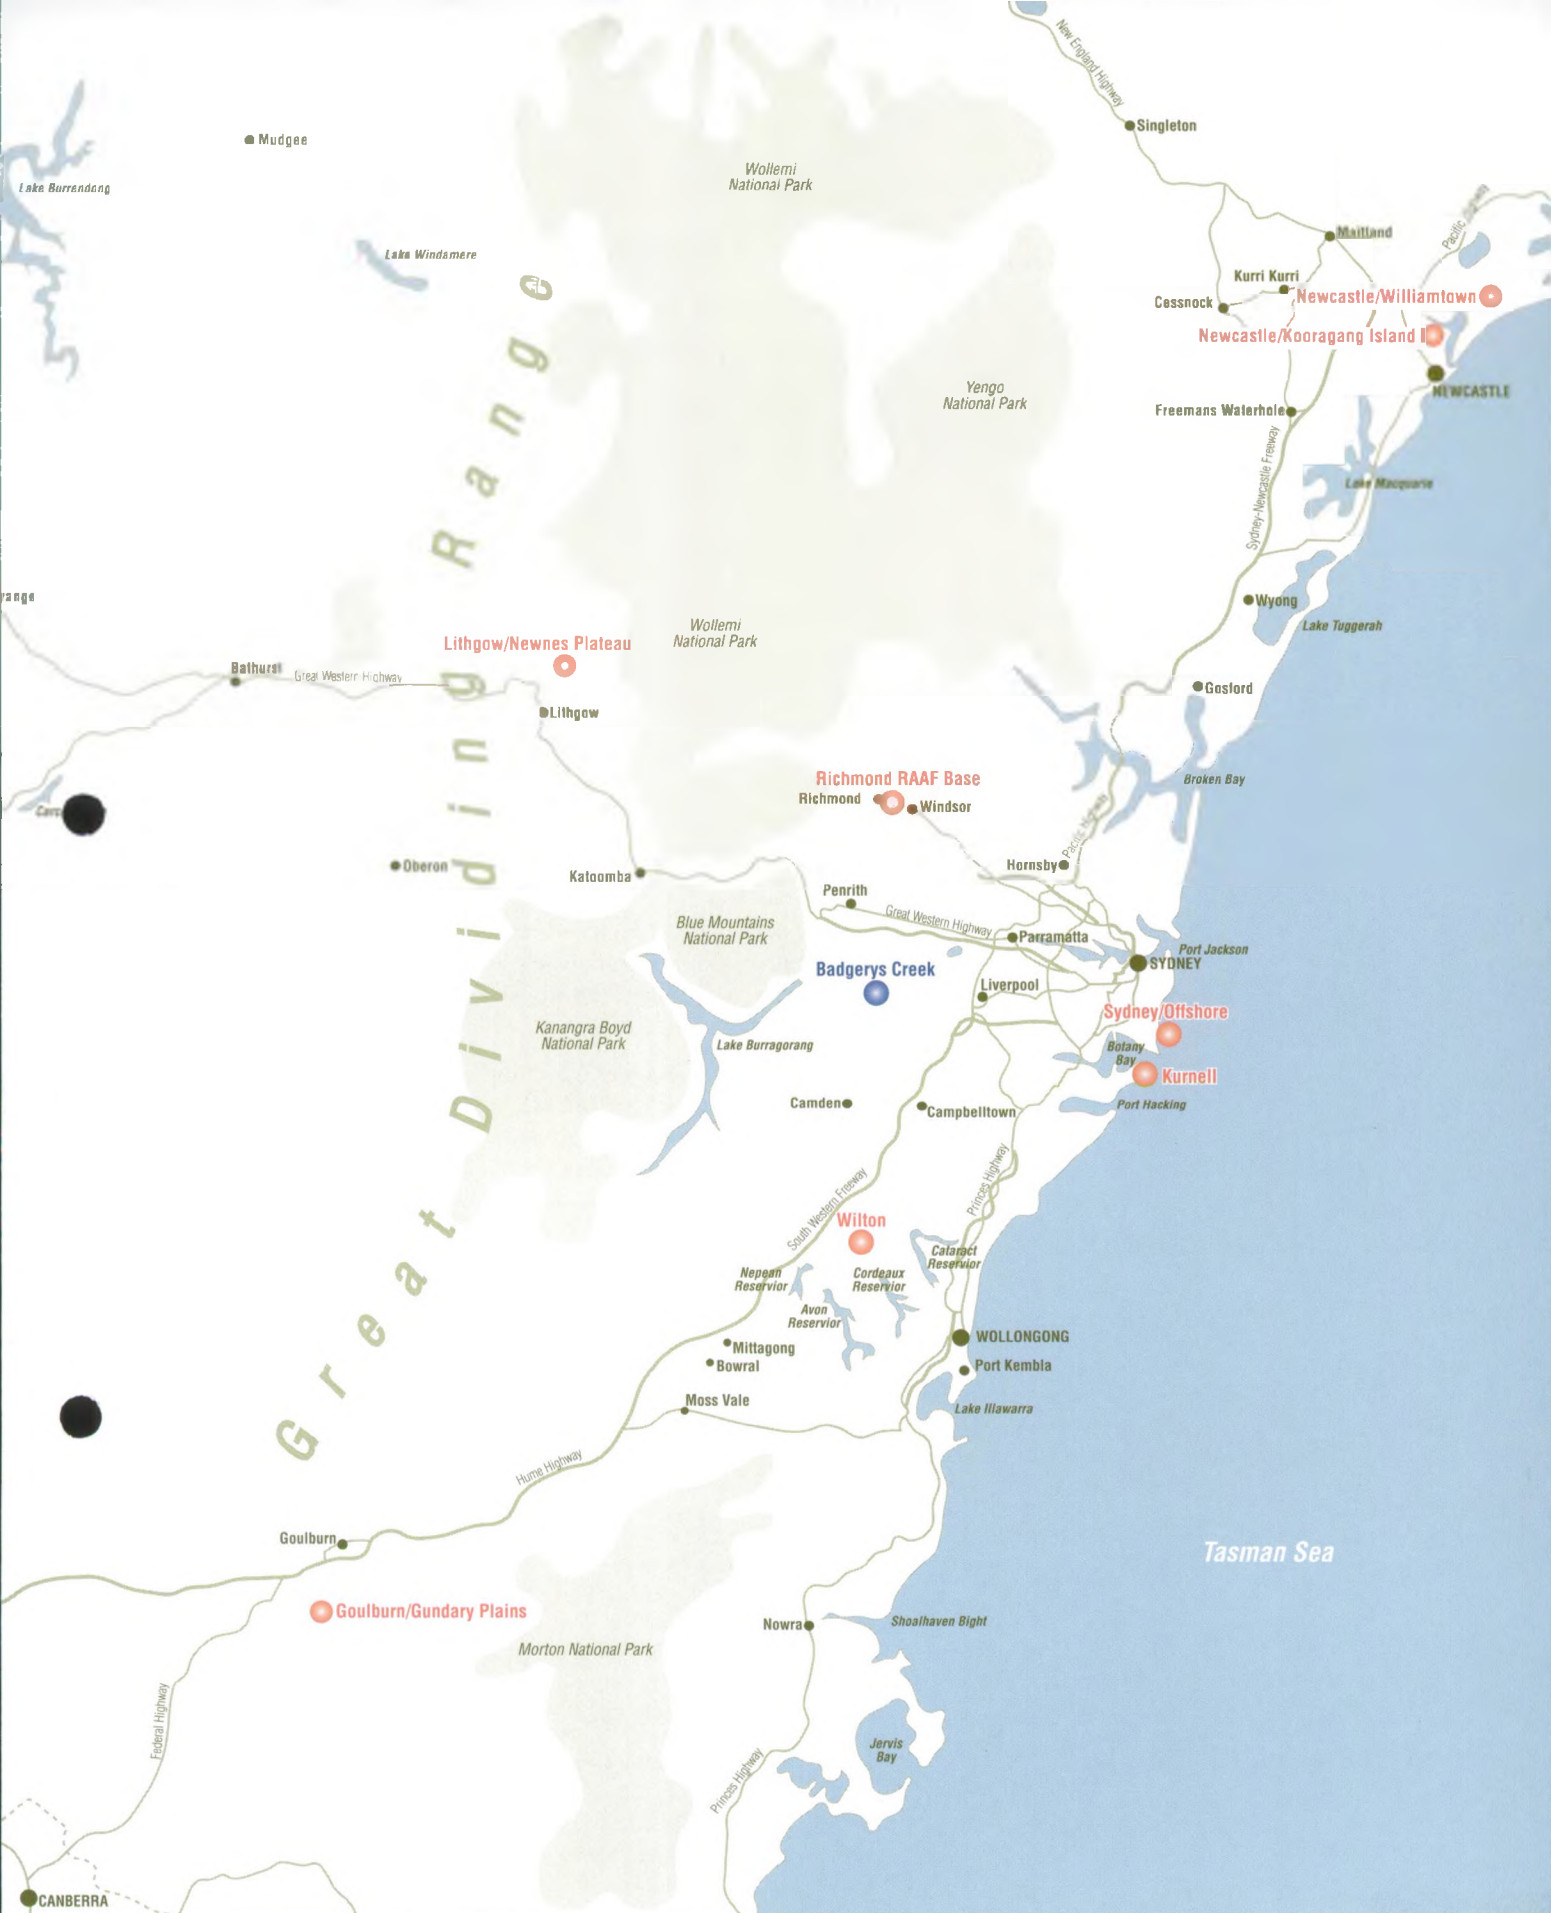 New England Highway
Singleton
Mudgee
Wollemi
National Park
Lake Burrendong
Pacific Highway
Maitland
Lake Windamere
Kurri Kurri
Cessnock
Newcastle/Williamtown
Newcastle/Kooragang Island
NEWCASTLE
Yengo
National Park
Freemans Waterhole
Sydney-Newcastle Freeway
Lake Macquarie
Great Dividing Range
range
Wyong
Lake Tuggerah
Wollemi
National Park
Lithgow/Newnes Plateau
Bathurst
Great Western Highway
Gosford
Lithgow
Richmond RAAF Base
Broken Bay
Richmond
Windsor
Pacific Highway
Oberon
Katoomba
Hornsby
Penrith
Great Western Highway
Blue Mountains
National Park
Parramatta
Port Jackson
SYDNEY
Badgerys Creek
Liverpool
Sydney/Offshore
Kanangra Boyd
National Park
Lake Burragorang
Botany
Bay
Kurnell
Camden
Campbelltown
Port Hacking
Princes Highway
South Western Freeway
Wilton
Cataract
Reservior
Nepean
Reservior
Cordeaux
Reservior
Avon
Reservior
WOLLONGONG
Mittagong
Bowral
Port Kembla
Moss Vale
Lake Illawarra
Hume Highway
Goulburn
Tasman Sea
Goulburn/Gundary Plains
Nowra
Shoalhaven Bight
Morton National Park
Federal Highway
Jervis
Bay
Princes Highway
CANBERRA